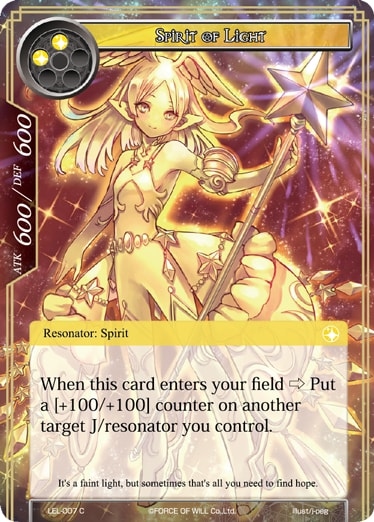 Spirit of Light
ATK 600 / DEF 600
Resonator: Spirit
When this card enters your field ⇨ Put
a [+100/+100] counter on another
target J/resonator you control.
It's a faint light, but sometimes that's all you need to find hope.
LEL-007 C ©FORCE OF WILL Co.,Ltd. Illust/j-peg